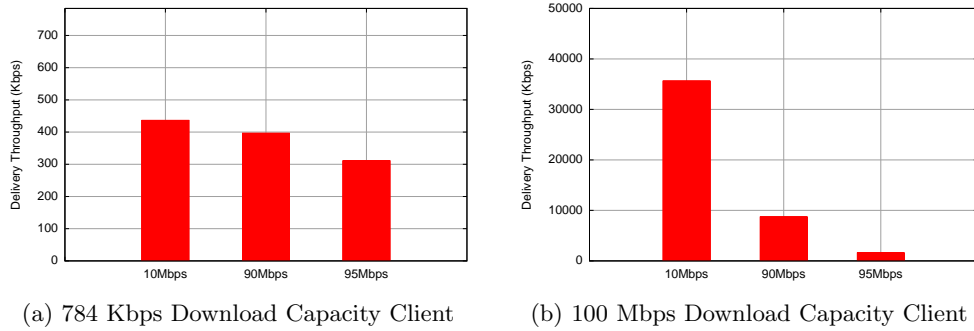 700
600
500
400
300
200
100
0
Delivery Throughput (Kbps)
10Mbps 90Mbps 95Mbps
(a) 784 Kbps Download Capacity Client
50000
40000
30000
20000
10000
0
Delivery Throughput (Kbps)
10Mbps 90Mbps 95Mbps
(b) 100 Mbps Download Capacity Client